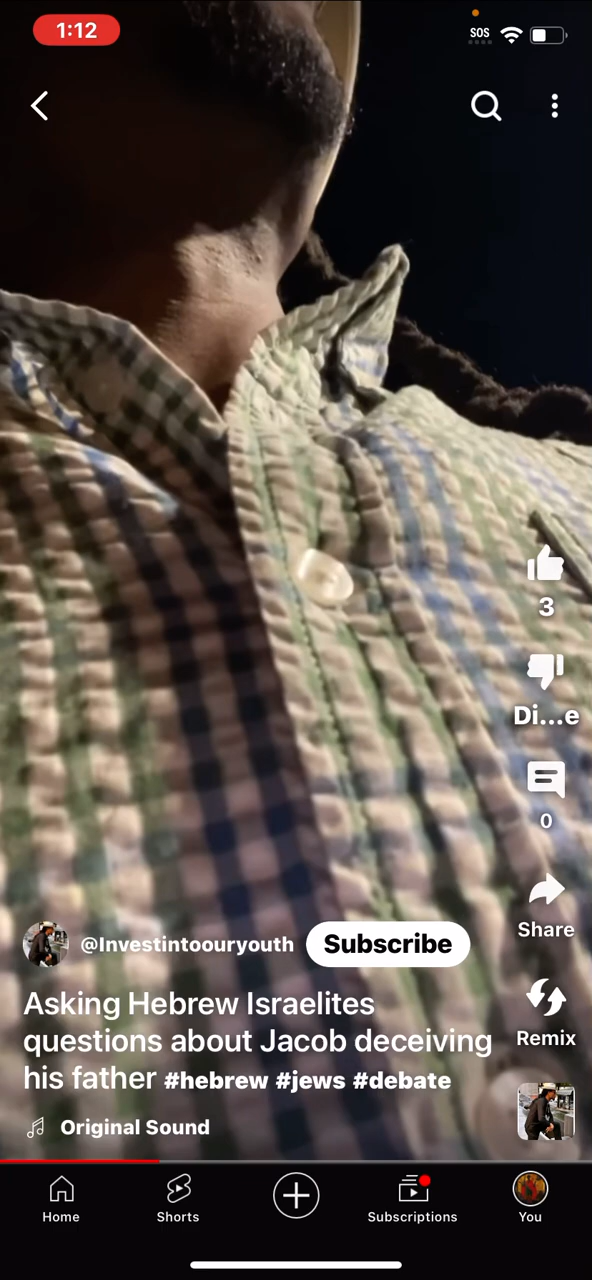 1:12
SOS
3
Di...e
0
@Investintoouryouth
Subscribe
Share
Asking Hebrew Israelites
questions about Jacob deceiving
his father #hebrew #jews #debate
Remix
Original Sound
Home
Shorts
Subscriptions
You